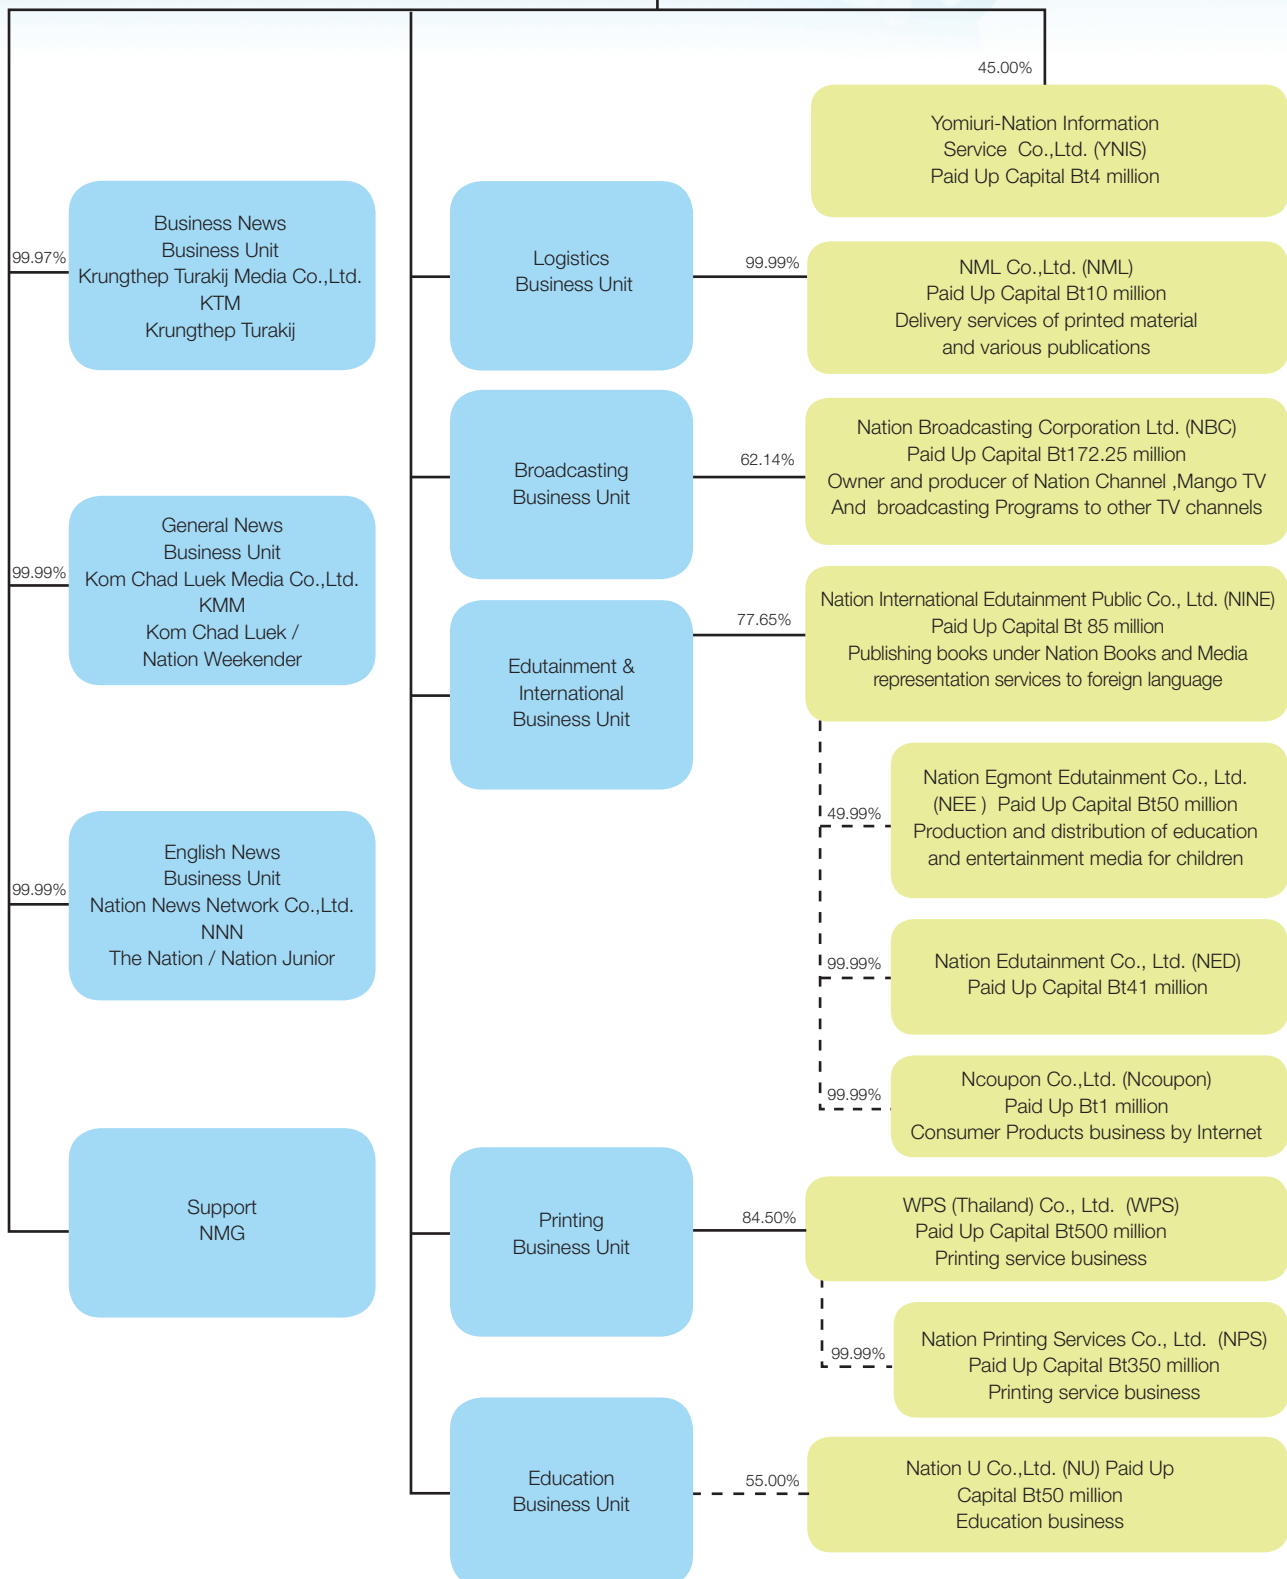 45.00%
Yomiuri-Nation Information
Service Co.,Ltd. (YNIS)
Paid Up Capital Bt4 million
99.97%
Business News
Business Unit
Krungthep Turakij Media Co.,Ltd.
KTM
Krungthep Turakij
Logistics
Business Unit
99.99%
NML Co.,Ltd. (NML)
Paid Up Capital Bt10 million
Delivery services of printed material
and various publications
Broadcasting
Business Unit
62.14%
Nation Broadcasting Corporation Ltd. (NBC)
Paid Up Capital Bt172.25 million
Owner and producer of Nation Channel ,Mango TV
And broadcasting Programs to other TV channels
99.99%
General News
Business Unit
Kom Chad Luek Media Co.,Ltd.
KMM
Kom Chad Luek /
Nation Weekender
Edutainment &
International
Business Unit
77.65%
Nation International Edutainment Public Co., Ltd. (NINE)
Paid Up Capital Bt 85 million
Publishing books under Nation Books and Media
representation services to foreign language
49.99%
Nation Egmont Edutainment Co., Ltd.
(NEE ) Paid Up Capital Bt50 million
Production and distribution of education
and entertainment media for children
99.99%
English News
Business Unit
Nation News Network Co.,Ltd.
NNN
The Nation / Nation Junior
99.99%
Nation Edutainment Co., Ltd. (NED)
Paid Up Capital Bt41 million
99.99%
Ncoupon Co.,Ltd. (Ncoupon)
Paid Up Bt1 million
Consumer Products business by Internet
Support
NMG
Printing
Business Unit
84.50%
WPS (Thailand) Co., Ltd. (WPS)
Paid Up Capital Bt500 million
Printing service business
99.99%
Nation Printing Services Co., Ltd. (NPS)
Paid Up Capital Bt350 million
Printing service business
Education
Business Unit
55.00%
Nation U Co.,Ltd. (NU) Paid Up
Capital Bt50 million
Education business